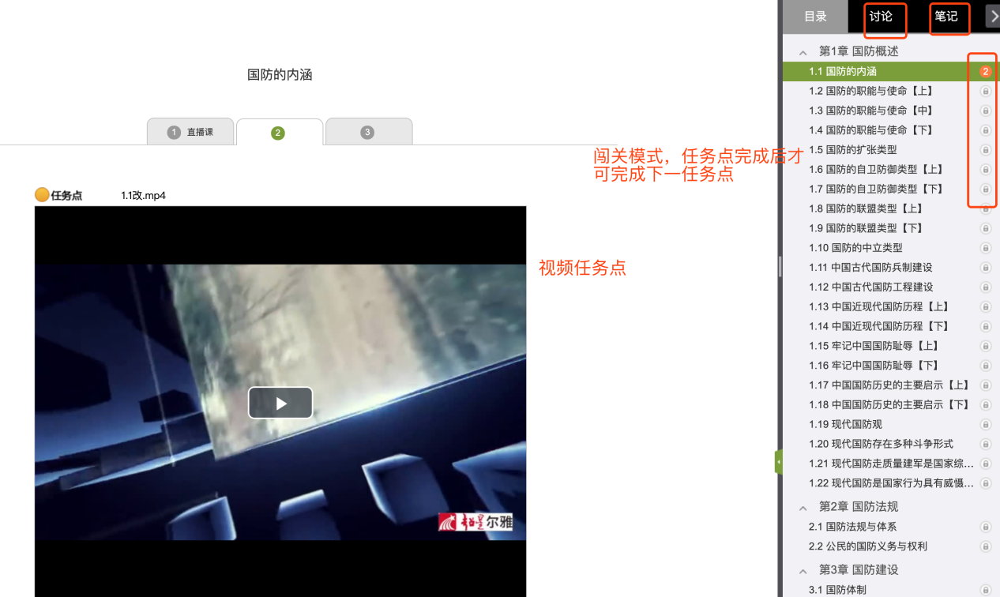 目录 讨论 笔记
国防的内涵
1 直播课 2 3
任务点 1.1改.mp4
闯关模式，任务点完成后才
可完成下一任务点
视频任务点
超星尔雅
第1章 国防概述
1.1 国防的内涵 2
1.2 国防的职能与使命【上】
1.3 国防的职能与使命【中】
1.4 国防的职能与使命【下】
1.5 国防的扩张类型
1.6 国防的自卫防御类型【上】
1.7 国防的自卫防御类型【下】
1.8 国防的联盟类型【上】
1.9 国防的联盟类型【下】
1.10 国防的中立类型
1.11 中国古代国防兵制建设
1.12 中国古代国防工程建设
1.13 中国近现代国防历程【上】
1.14 中国近现代国防历程【下】
1.15 牢记中国国防耻辱【上】
1.16 牢记中国国防耻辱【下】
1.17 中国国防历史的主要启示【上】
1.18 中国国防历史的主要启示【下】
1.19 现代国防观
1.20 现代国防存在多种斗争形式
1.21 现代国防走质量建军是国家综...
1.22 现代国防是国家行为具有威慑...
第2章 国防法规
2.1 国防法规与体系
2.2 公民的国防义务与权利
第3章 国防建设
3.1 国防体制